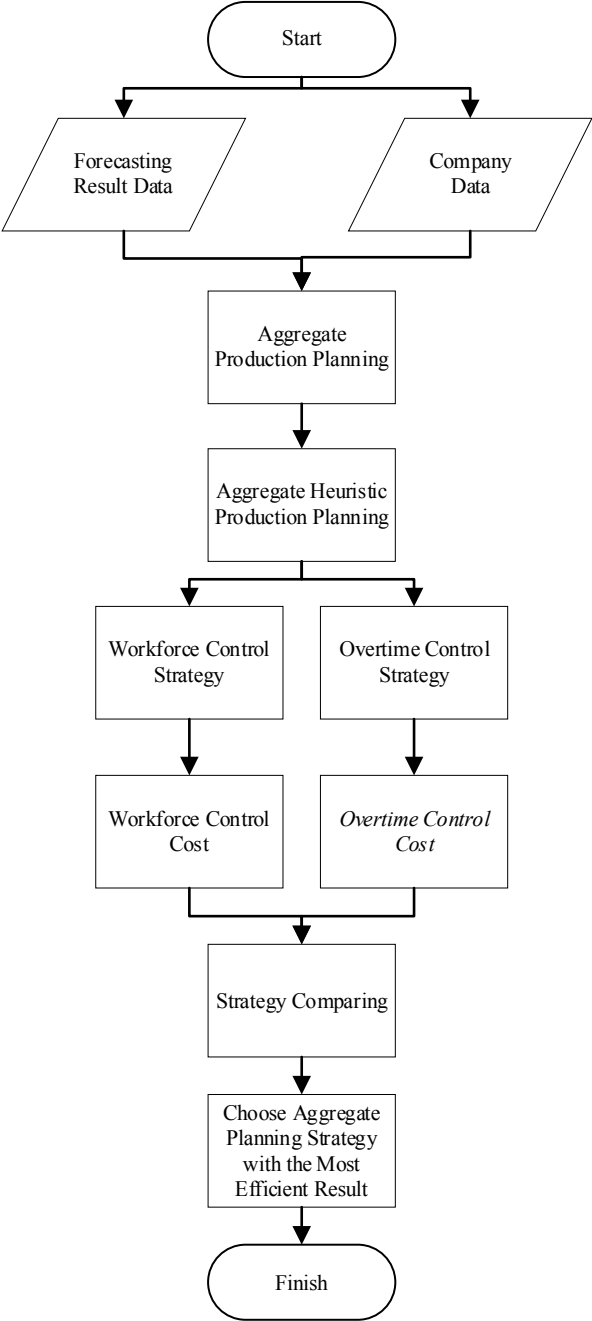 Start
Forecasting
Result Data
Company
Data
Aggregate
Production Planning
Aggregate Heuristic
Production Planning
Workforce Control
Strategy
Overtime Control
Strategy
Workforce Control
Cost
Overtime Control
Cost
Strategy Comparing
Choose Aggregate
Planning Strategy
with the Most
Efficient Result
Finish